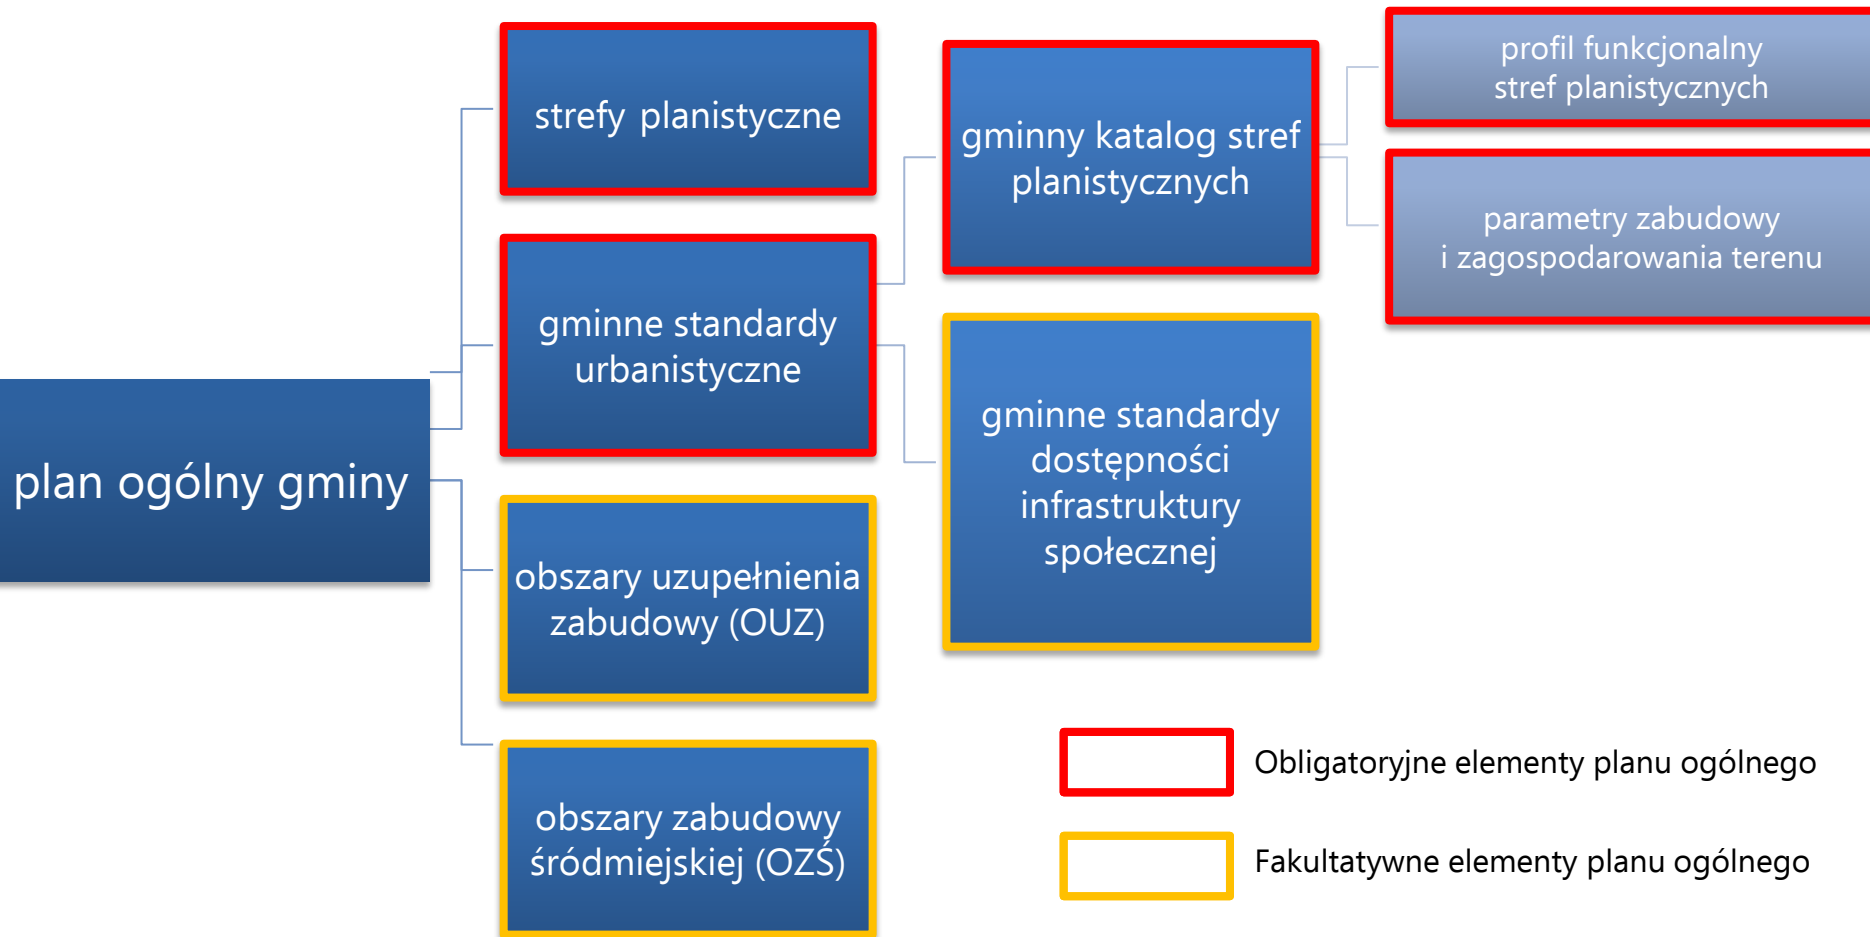 plan ogólny gminy
strefy planistyczne
gminne standardy
urbanistyczne
obszary uzupełnienia
zabudowy (OUZ)
obszary zabudowy
śródmiejskiej (OZŚ)
gminny katalog stref
planistycznych
gminne standardy
dostępności
infrastruktury
społecznej
profil funkcjonalny
stref planistycznych
parametry zabudowy
i zagospodarowania terenu
Obligatoryjne elementy planu ogólnego
Fakultatywne elementy planu ogólnego